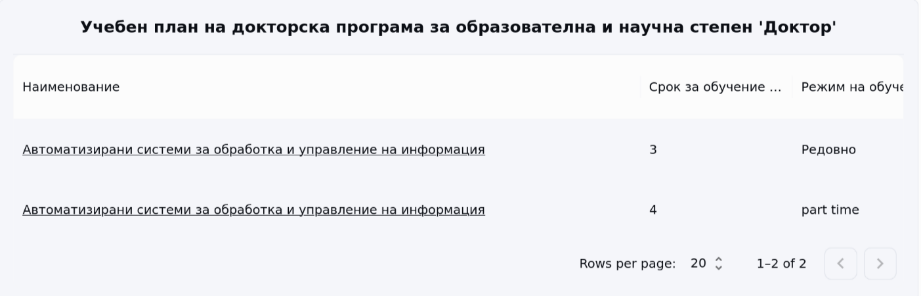 Учебен план на докторска програма за образователна и научна степен 'Доктор'
Наименование Срок за обучение ... Режим на обуче
Автоматизирани системи за обработка и управление на информация 3 Редовно
Автоматизирани системи за обработка и управление на информация 4 part time
Rows per page: 20 1–2 of 2